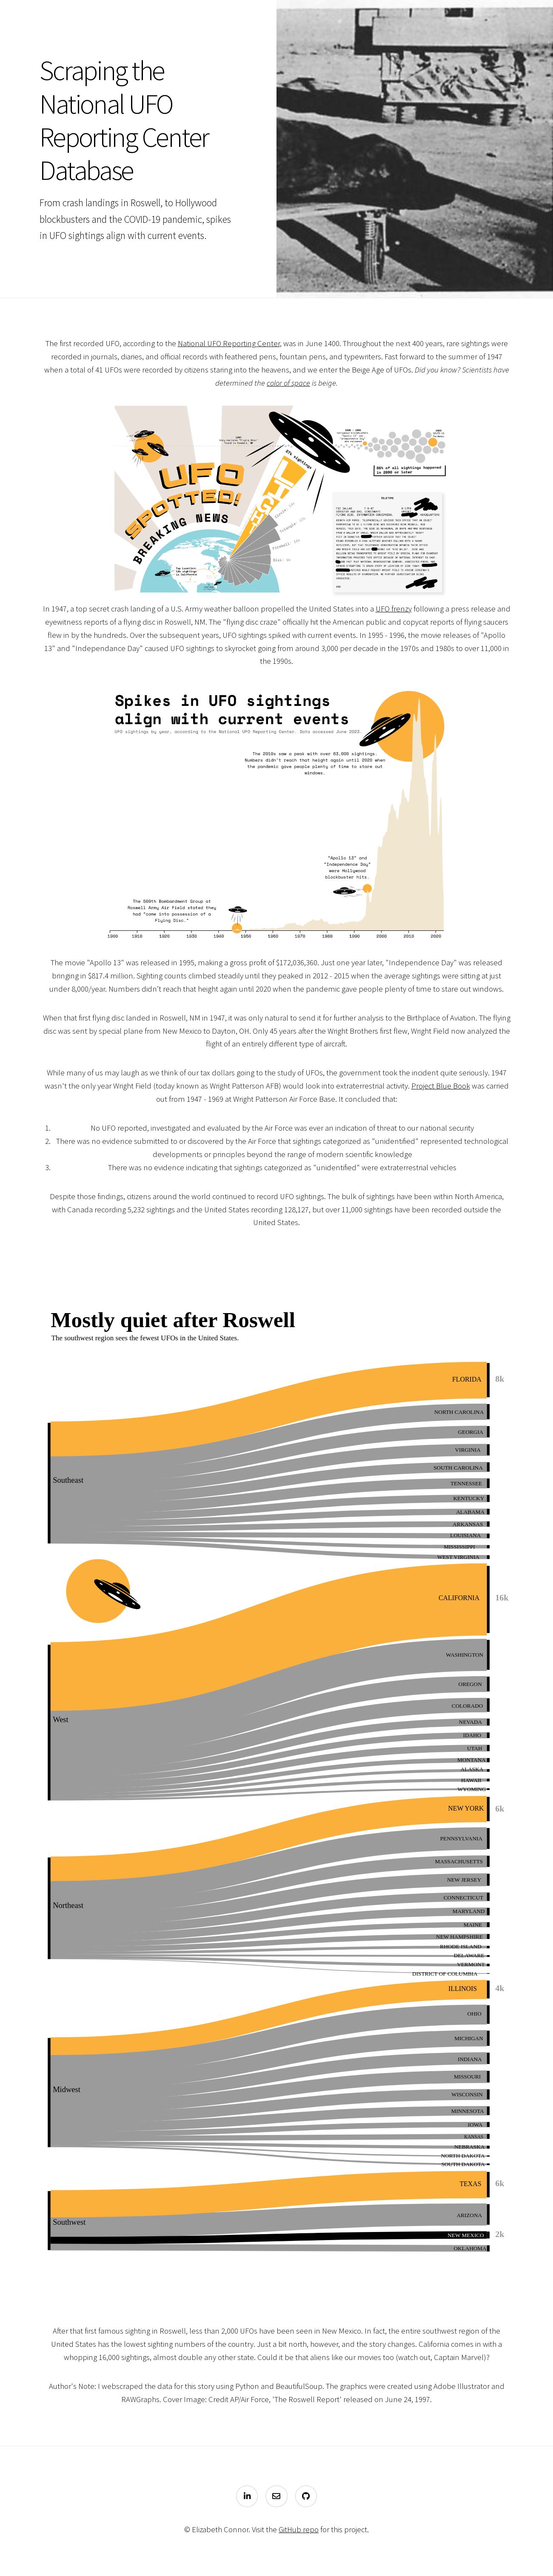 Scraping the
National UFO
Reporting Center
Database
From crash landings in Roswell, to Hollywood
blockbusters and the COVID-19 pandemic, spikes
in UFO sightings align with current events.
The first recorded UFO, according to the National UFO Reporting Center, was in June 1400. Throughout the next 400 years, rare sightings were
recorded in journals, diaries, and official records with feathered pens, fountain pens, and typewriters. Fast forward to the summer of 1947
when a total of 41 UFOs were recorded by citizens staring into the heavens, and we enter the Beige Age of UFOs. Did you know? Scientists have
determined the color of space is beige.
UFO
SPOTTED!
BREAKING NEWS
LIGHT
27% sightings
88% of all sightings happened
in 2000 or later
In 1947, a top secret crash landing of a U.S. Army weather balloon propelled the United States into a UFO frenzy following a press release and
eyewitness reports of a flying disc in Roswell, NM. The "flying disc craze" officially hit the American public and copycat reports of flying saucers
flew in by the hundreds. Over the subsequent years, UFO sightings spiked with current events. In 1995 - 1996, the movie releases of "Apollo
13" and "Independance Day" caused UFO sightings to skyrocket going from around 3,000 per decade in the 1970s and 1980s to over 11,000 in
the 1990s.
Spikes in UFO sightings
align with current events
UFO sightings by year, according to the National UFO Reporting Center. Data accessed June 2022.
The 2010s saw a peak with over 83,000 sightings.
Numbers didn't reach that height again until 2020 when
the pandemic gave people plenty of time to stare out
windows.
"Apollo 13" and
"Independence Day"
were Hollywood
blockbuster hits.
The 509th Bombardment Group at
Roswell Army Air Field stated they
had "come into possession of a
Flying Disc."
1900 1910 1920 1930 1940 1950 1960 1970 1980 1990 2000 2010 2020
The movie "Apollo 13" was released in 1995, making a gross profit of $172,036,360. Just one year later, "Independence Day" was released
bringing in $817.4 million. Sighting counts climbed steadily until they peaked in 2012 - 2015 when the average sightings were sitting at just
under 8,000/year. Numbers didn't reach that height again until 2020 when the pandemic gave people plenty of time to stare out windows.
When that first flying disc landed in Roswell, NM in 1947, it was only natural to send it for further analysis to the Birthplace of Aviation. The flying
disc was sent by special plane from New Mexico to Dayton, OH. Only 45 years after the Wright Brothers first flew, Wright Field now analyzed the
flight of an entirely different type of aircraft.
While many of us may laugh as we think of our tax dollars going to the study of UFOs, the government took the incident quite seriously. 1947
wasn't the only year Wright Field (today known as Wright Patterson AFB) would look into extraterrestrial activity. Project Blue Book was carried
out from 1947 - 1969 at Wright Patterson Air Force Base. It concluded that:
1. No UFO reported, investigated and evaluated by the Air Force was ever an indication of threat to our national security
2. There was no evidence submitted to or discovered by the Air Force that sightings categorized as "unidentified" represented technological
developments or principles beyond the range of modern scientific knowledge
3. There was no evidence indicating that sightings categorized as "unidentified" were extraterrestrial vehicles
Despite those findings, citizens around the world continued to record UFO sightings. The bulk of sightings have been within North America,
with Canada recording 5,232 sightings and the United States recording 128,127, but over 11,000 sightings have been recorded outside the
United States.
Mostly quiet after Roswell
The southwest region sees the fewest UFOs in the United States.
FLORIDA 8k
NORTH CAROLINA
GEORGIA
VIRGINIA
SOUTH CAROLINA
Southeast
TENNESSEE
KENTUCKY
ALABAMA
ARKANSAS
LOUISIANA
MISSISSIPPI
WEST VIRGINIA
CALIFORNIA 16k
WASHINGTON
OREGON
COLORADO
West
NEVADA
IDAHO
UTAH
MONTANA
ALASKA
HAWAII
WYOMING
NEW YORK 6k
PENNSYLVANIA
MASSACHUSETTS
NEW JERSEY
CONNECTICUT
Northeast
MARYLAND
MAINE
NEW HAMPSHIRE
RHODE ISLAND
DELAWARE
VERMONT
DISTRICT OF COLUMBIA
ILLINOIS 4k
OHIO
MICHIGAN
INDIANA
MISSOURI
Midwest
WISCONSIN
MINNESOTA
IOWA
KANSAS
NEBRASKA
NORTH DAKOTA
SOUTH DAKOTA
TEXAS 6k
ARIZONA
Southwest
NEW MEXICO 2k
OKLAHOMA
After that first famous sighting in Roswell, less than 2,000 UFOs have been seen in New Mexico. In fact, the entire southwest region of the
United States has the lowest sighting numbers of the country. Just a bit north, however, and the story changes. California comes in with a
whopping 16,000 sightings, almost double any other state. Could it be that aliens like our movies too (watch out, Captain Marvel)?
Author's Note: I webscraped the data for this story using Python and BeautifulSoup. The graphics were created using Adobe Illustrator and
RAWGraphs. Cover Image: Credit AP/Air Force, 'The Roswell Report' released on June 24, 1997.
in
© Elizabeth Connor. Visit the GitHub repo for this project.